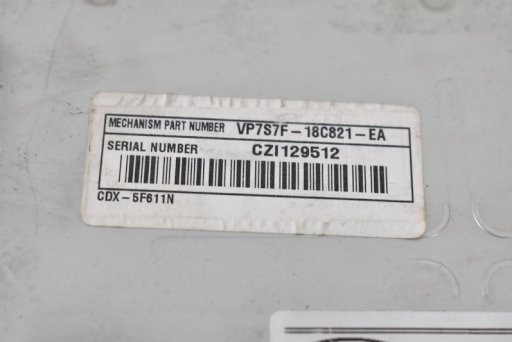 MECHANISM PART NUMBER VP7S7F-18C821-EA
SERIAL NUMBER CZI129512
CDX-5F611N